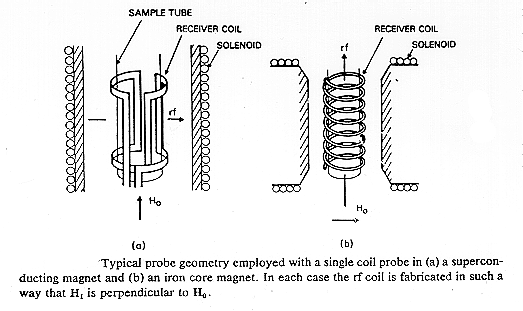 SAMPLE TUBE
RECEIVER COIL
SOLENOID
rf
H₀
(a)
RECEIVER COIL
rf
SOLENOID
H₀
(b)
Typical probe geometry employed with a single coil probe in (a) a supercon-
ducting magnet and (b) an iron core magnet. In each case the rf coil is fabricated in such a
way that H₁ is perpendicular to H₀.